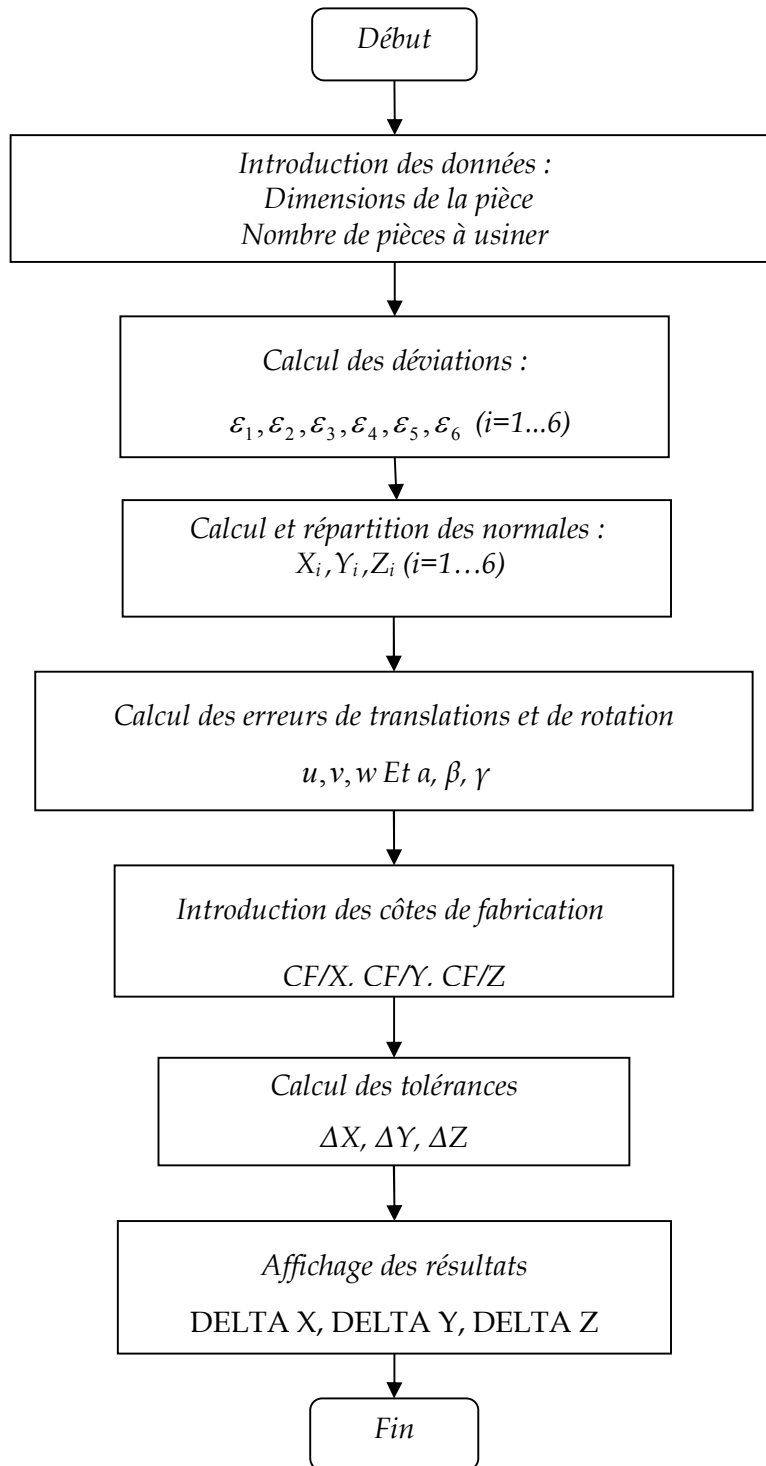 Début
Introduction des données :
Dimensions de la pièce
Nombre de pièces à usiner
Calcul des déviations :
ε₁, ε₂, ε₃, ε₄, ε₅, ε₆ (i=1...6)
Calcul et répartition des normales :
Xᵢ, Yᵢ, Zᵢ (i=1…6)
Calcul des erreurs de translations et de rotation
u, v, w Et a, β, γ
Introduction des côtes de fabrication
CF/X. CF/Y. CF/Z
Calcul des tolérances
ΔX, ΔY, ΔZ
Affichage des résultats
DELTA X, DELTA Y, DELTA Z
Fin